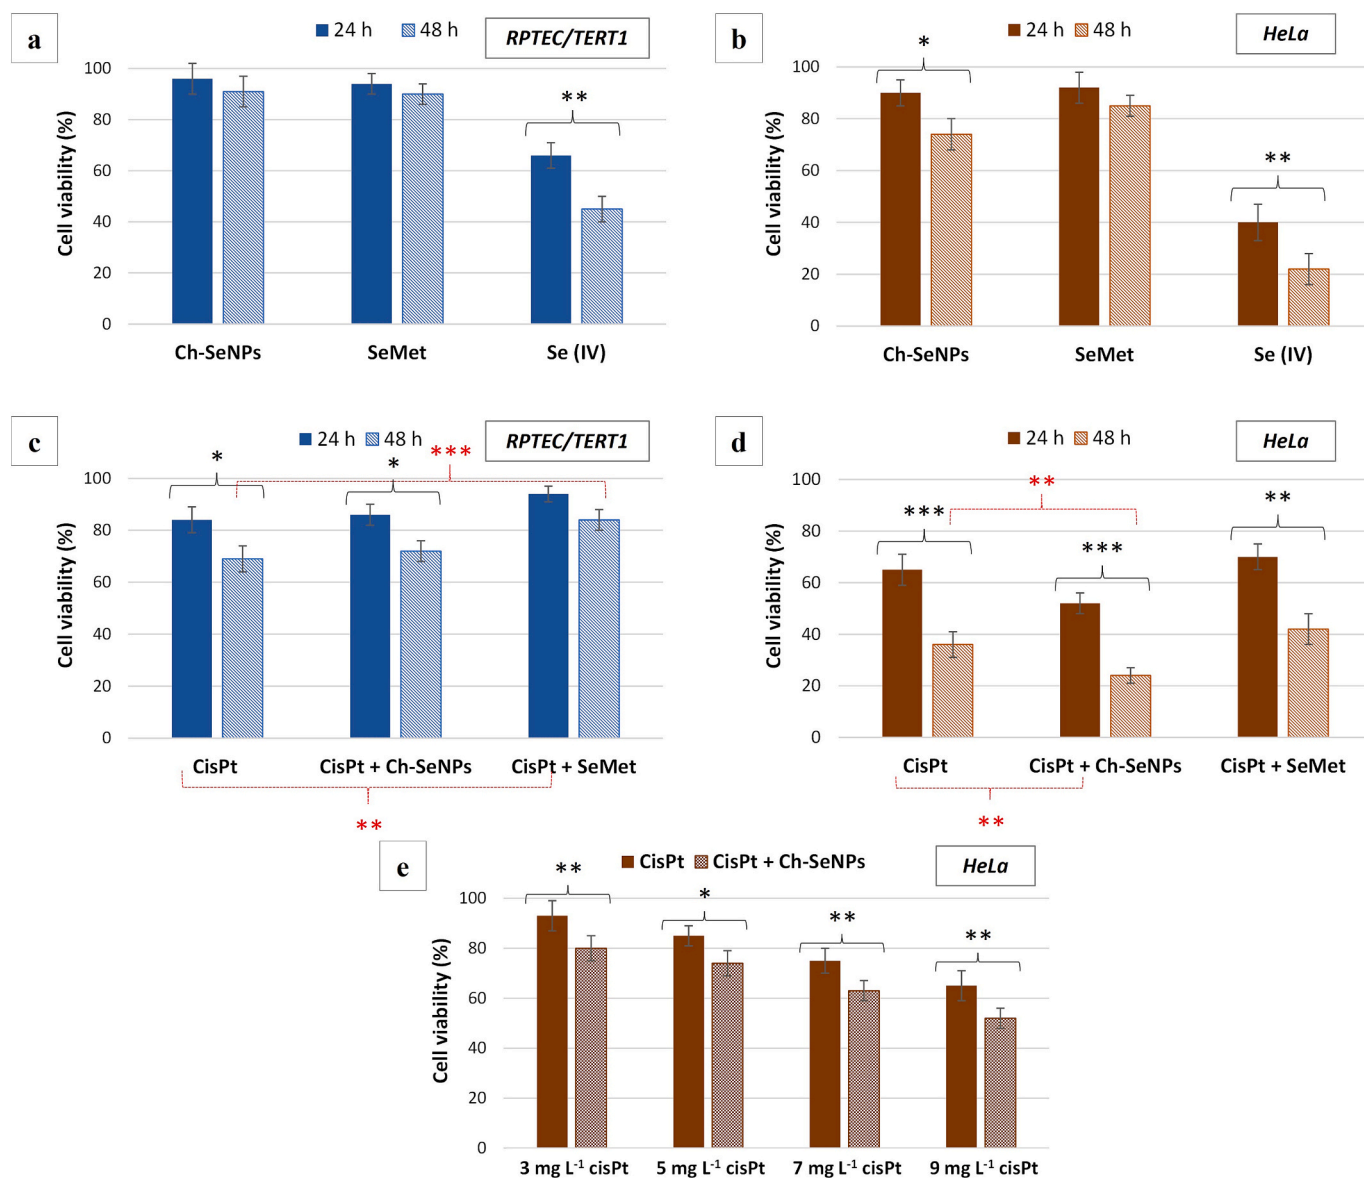 a
24 h 48 h
RPTEC/TERT1
**
Cell viability (%)
100
80
60
40
20
0
Ch-SeNPs SeMet Se (IV)
b
24 h 48 h
HeLa
*
**
Cell viability (%)
100
80
60
40
20
0
Ch-SeNPs SeMet Se (IV)
c
24 h 48 h
RPTEC/TERT1
* * ***
Cell viability (%)
100
80
60
40
20
0
CisPt CisPt + Ch-SeNPs CisPt + SeMet
**
d
24 h 48 h
HeLa
**
*** *** **
Cell viability (%)
100
80
60
40
20
0
CisPt CisPt + Ch-SeNPs CisPt + SeMet
**
e
CisPt CisPt + Ch-SeNPs
HeLa
** * ** **
Cell viability (%)
100
80
60
40
20
0
3 mg L⁻¹ cisPt 5 mg L⁻¹ cisPt 7 mg L⁻¹ cisPt 9 mg L⁻¹ cisPt